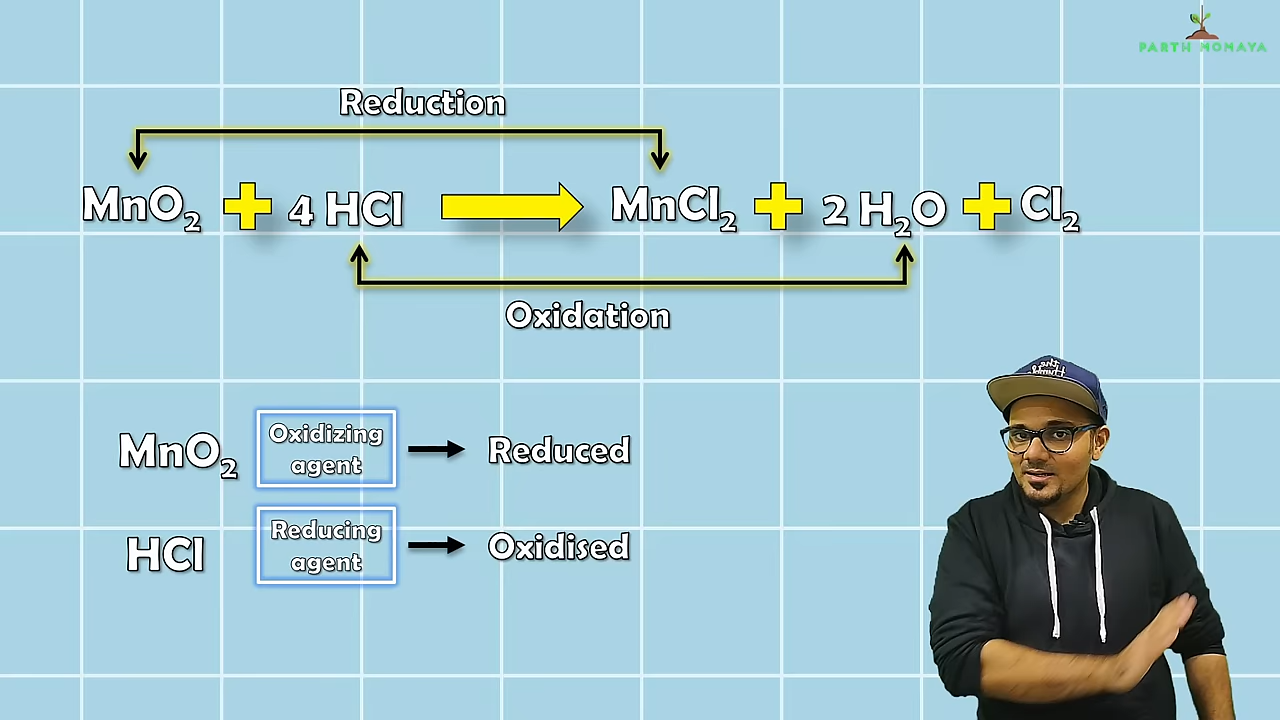 PARTH MOMAYA
Reduction
MnO₂ + 4 HCl → MnCl₂ + 2 H₂O + Cl₂
Oxidation
MnO₂
Oxidizing
agent
Reduced
HCl
Reducing
agent
Oxidised